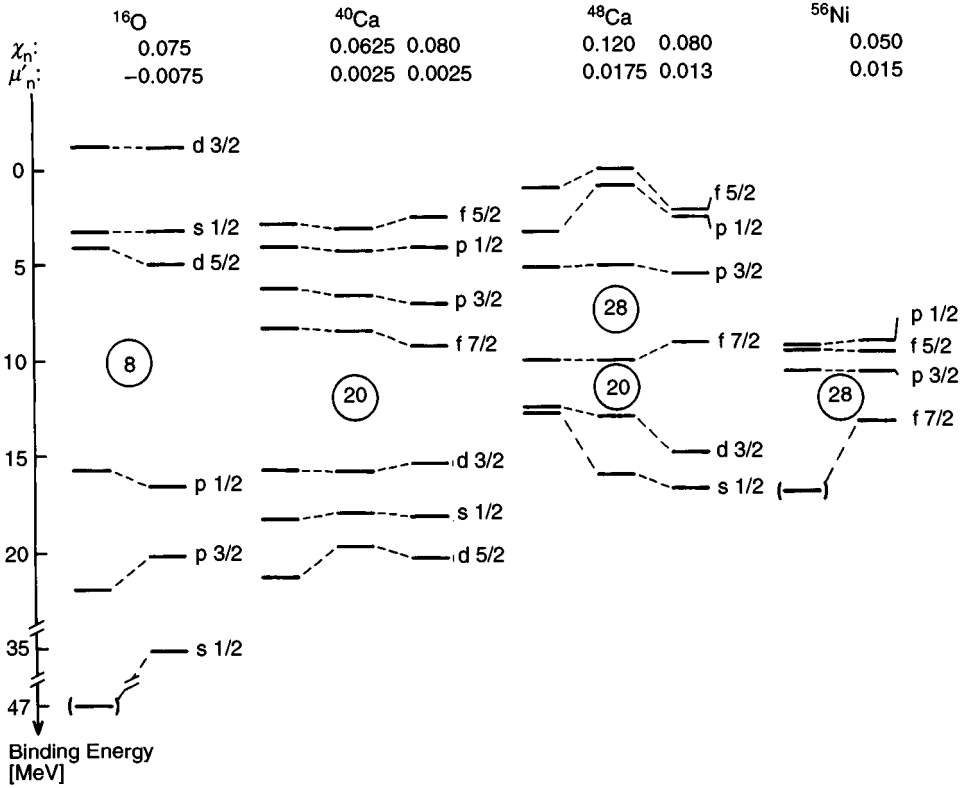 ¹⁶O ⁴⁰Ca ⁴⁸Ca ⁵⁶Ni
χₙ: 0.075 0.0625 0.080 0.120 0.080 0.050
μ′ₙ: −0.0075 0.0025 0.0025 0.0175 0.013 0.015
0
5
10
15
20
35
47
Binding Energy
[MeV]
d 3/2
s 1/2
d 5/2
8
p 1/2
p 3/2
s 1/2
f 5/2
p 1/2
p 3/2
f 7/2
20
d 3/2
s 1/2
d 5/2
f 5/2
p 1/2
p 3/2
28
f 7/2
20
d 3/2
s 1/2
p 1/2
f 5/2
p 3/2
28
f 7/2